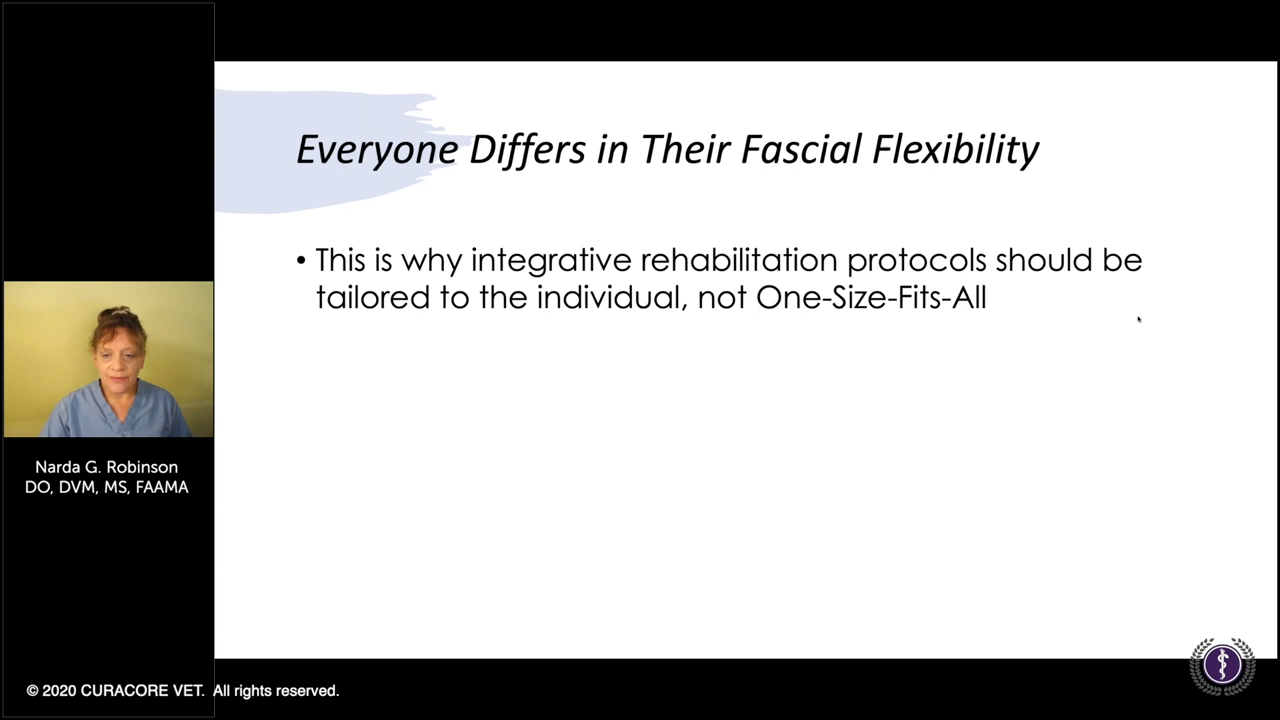 Everyone Differs in Their Fascial Flexibility
• This is why integrative rehabilitation protocols should be
tailored to the individual, not One-Size-Fits-All
Narda G. Robinson
DO, DVM, MS, FAAMA
© 2020 CURACORE VET. All rights reserved.